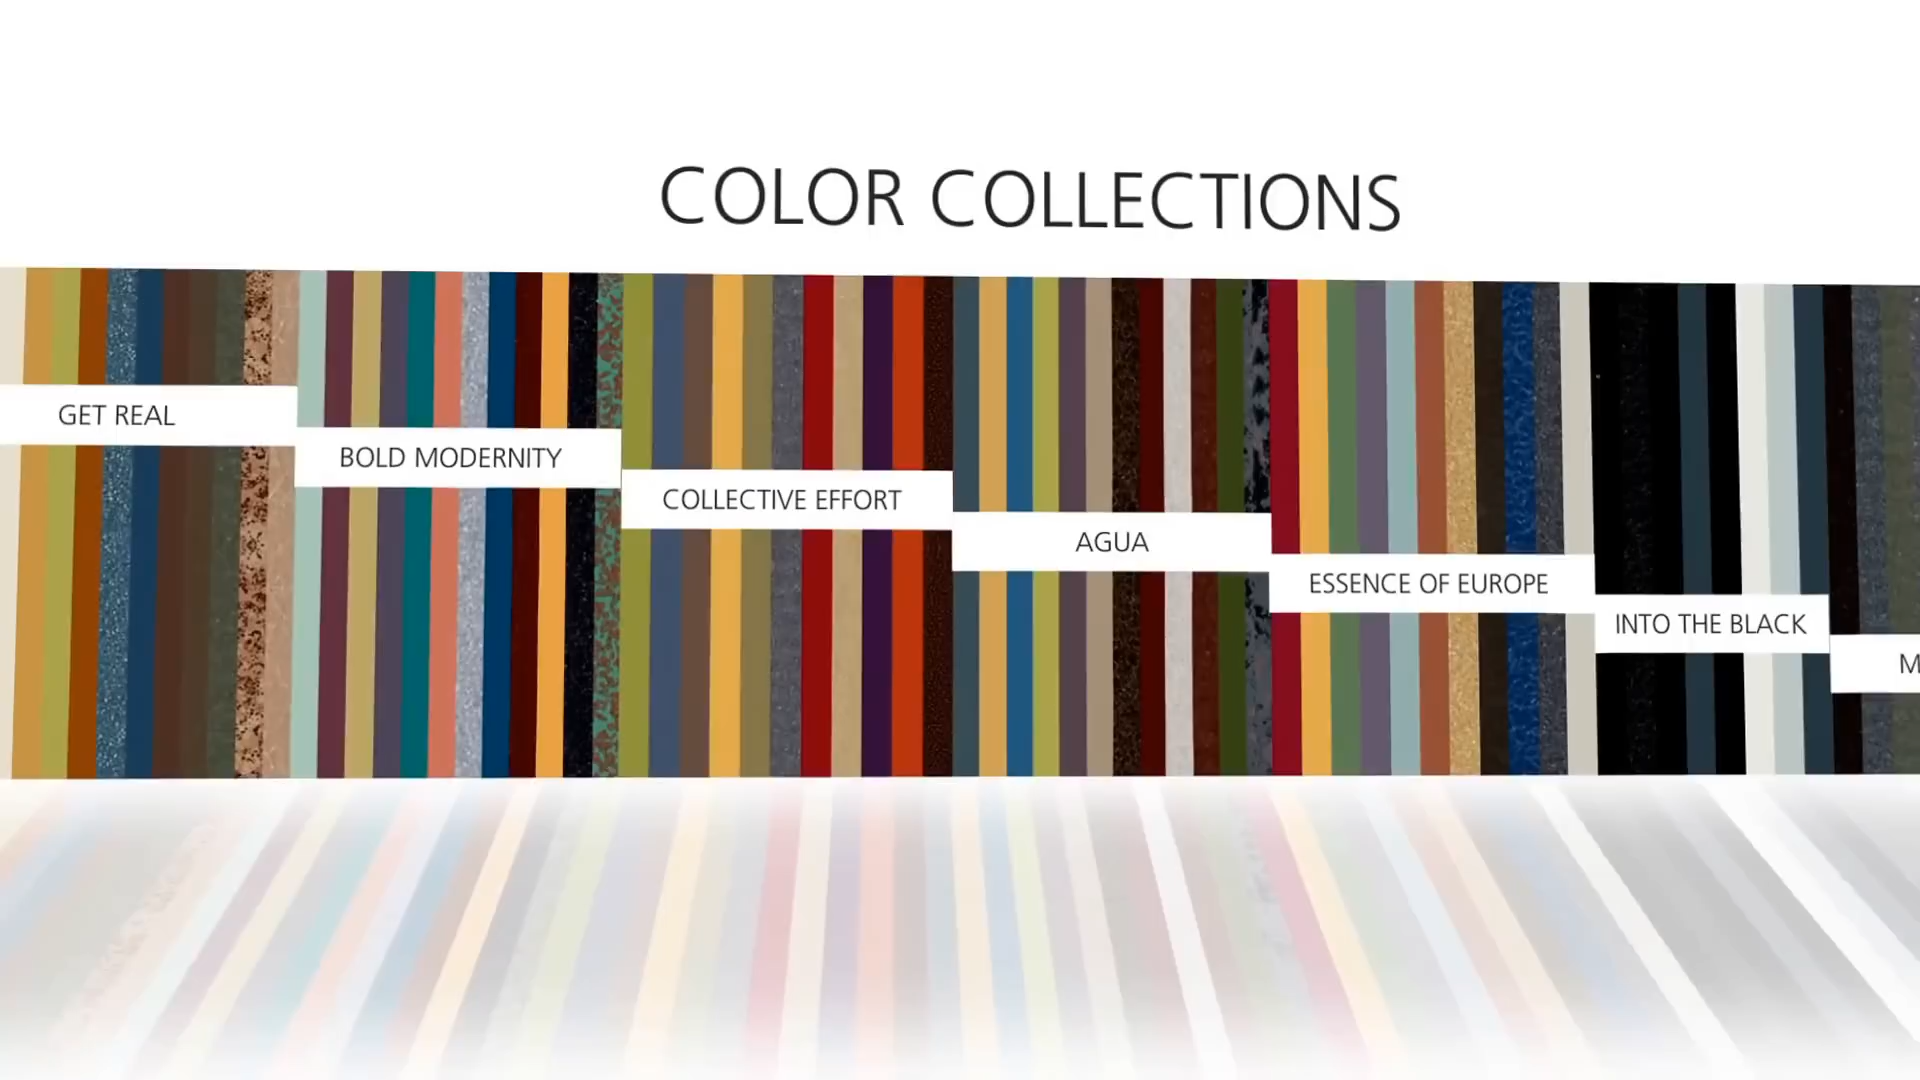 COLOR COLLECTIONS
GET REAL
BOLD MODERNITY
COLLECTIVE EFFORT
AGUA
ESSENCE OF EUROPE
INTO THE BLACK